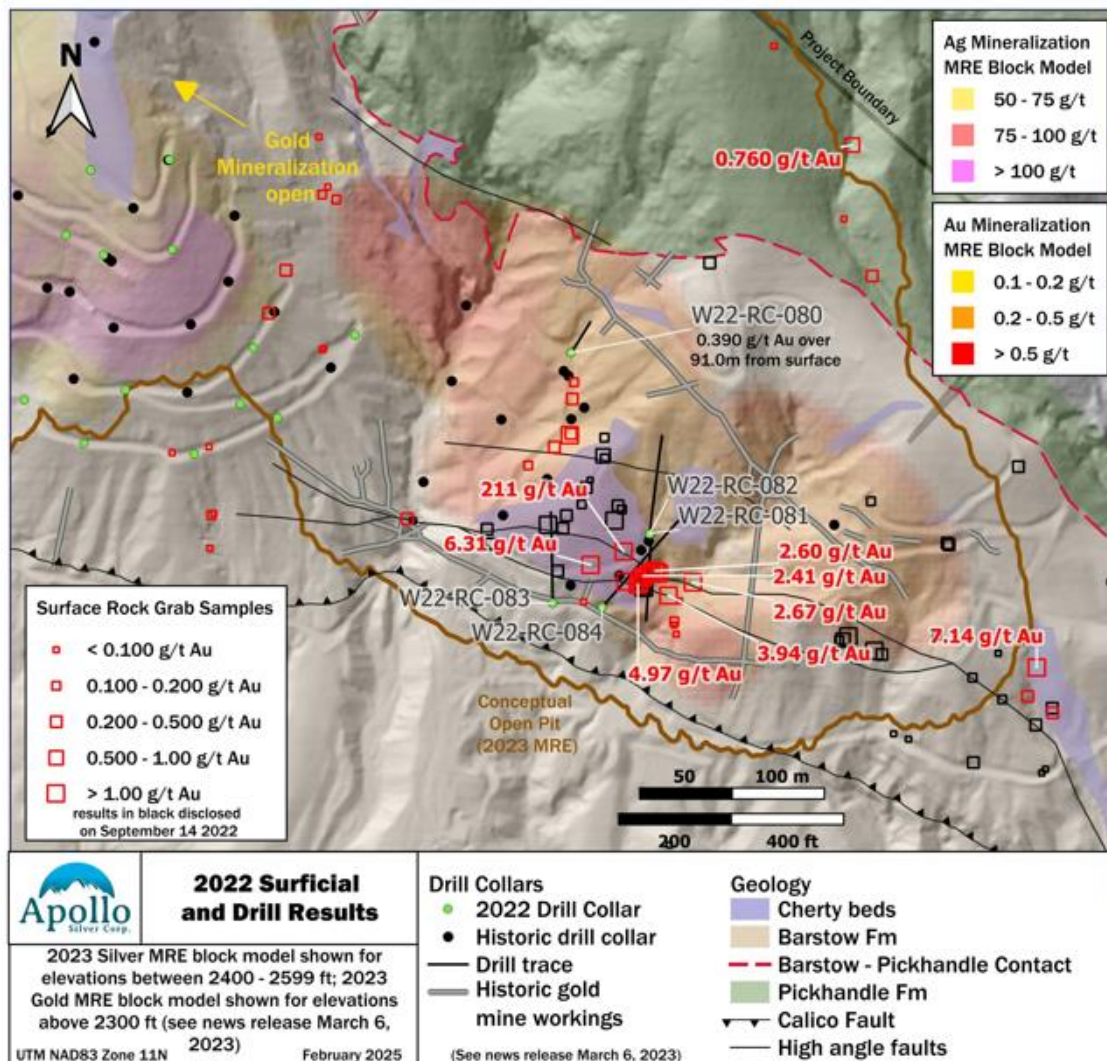 N
Gold
Mineralization
open
Project Boundary
0.760 g/t Au
Ag Mineralization
MRE Block Model
50 - 75 g/t
75 - 100 g/t
> 100 g/t
Au Mineralization
MRE Block Model
0.1 - 0.2 g/t
0.2 - 0.5 g/t
> 0.5 g/t
W22-RC-080
0.390 g/t Au over
91.0m from surface
211 g/t Au
W22-RC-082
W22-RC-081
6.31 g/t Au
2.60 g/t Au
2.41 g/t Au
W22-RC-083
2.67 g/t Au
W22-RC-084
7.14 g/t Au
3.94 g/t Au
4.97 g/t Au
Conceptual
Open Pit
(2023 MRE)
Surface Rock Grab Samples
< 0.100 g/t Au
0.100 - 0.200 g/t Au
0.200 - 0.500 g/t Au
0.500 - 1.00 g/t Au
> 1.00 g/t Au
results in black disclosed
on September 14 2022
50 100 m
200 400 ft
Apollo
Silver Corp.
2022 Surficial
and Drill Results
2023 Silver MRE block model shown for
elevations between 2400 - 2599 ft; 2023
Gold MRE block model shown for elevations
above 2300 ft (see news release March 6,
2023)
UTM NAD83 Zone 11N February 2025
Drill Collars
2022 Drill Collar
Historic drill collar
Drill trace
Historic gold
mine workings
(See news release March 6, 2023)
Geology
Cherty beds
Barstow Fm
Barstow - Pickhandle Contact
Pickhandle Fm
Calico Fault
High angle faults